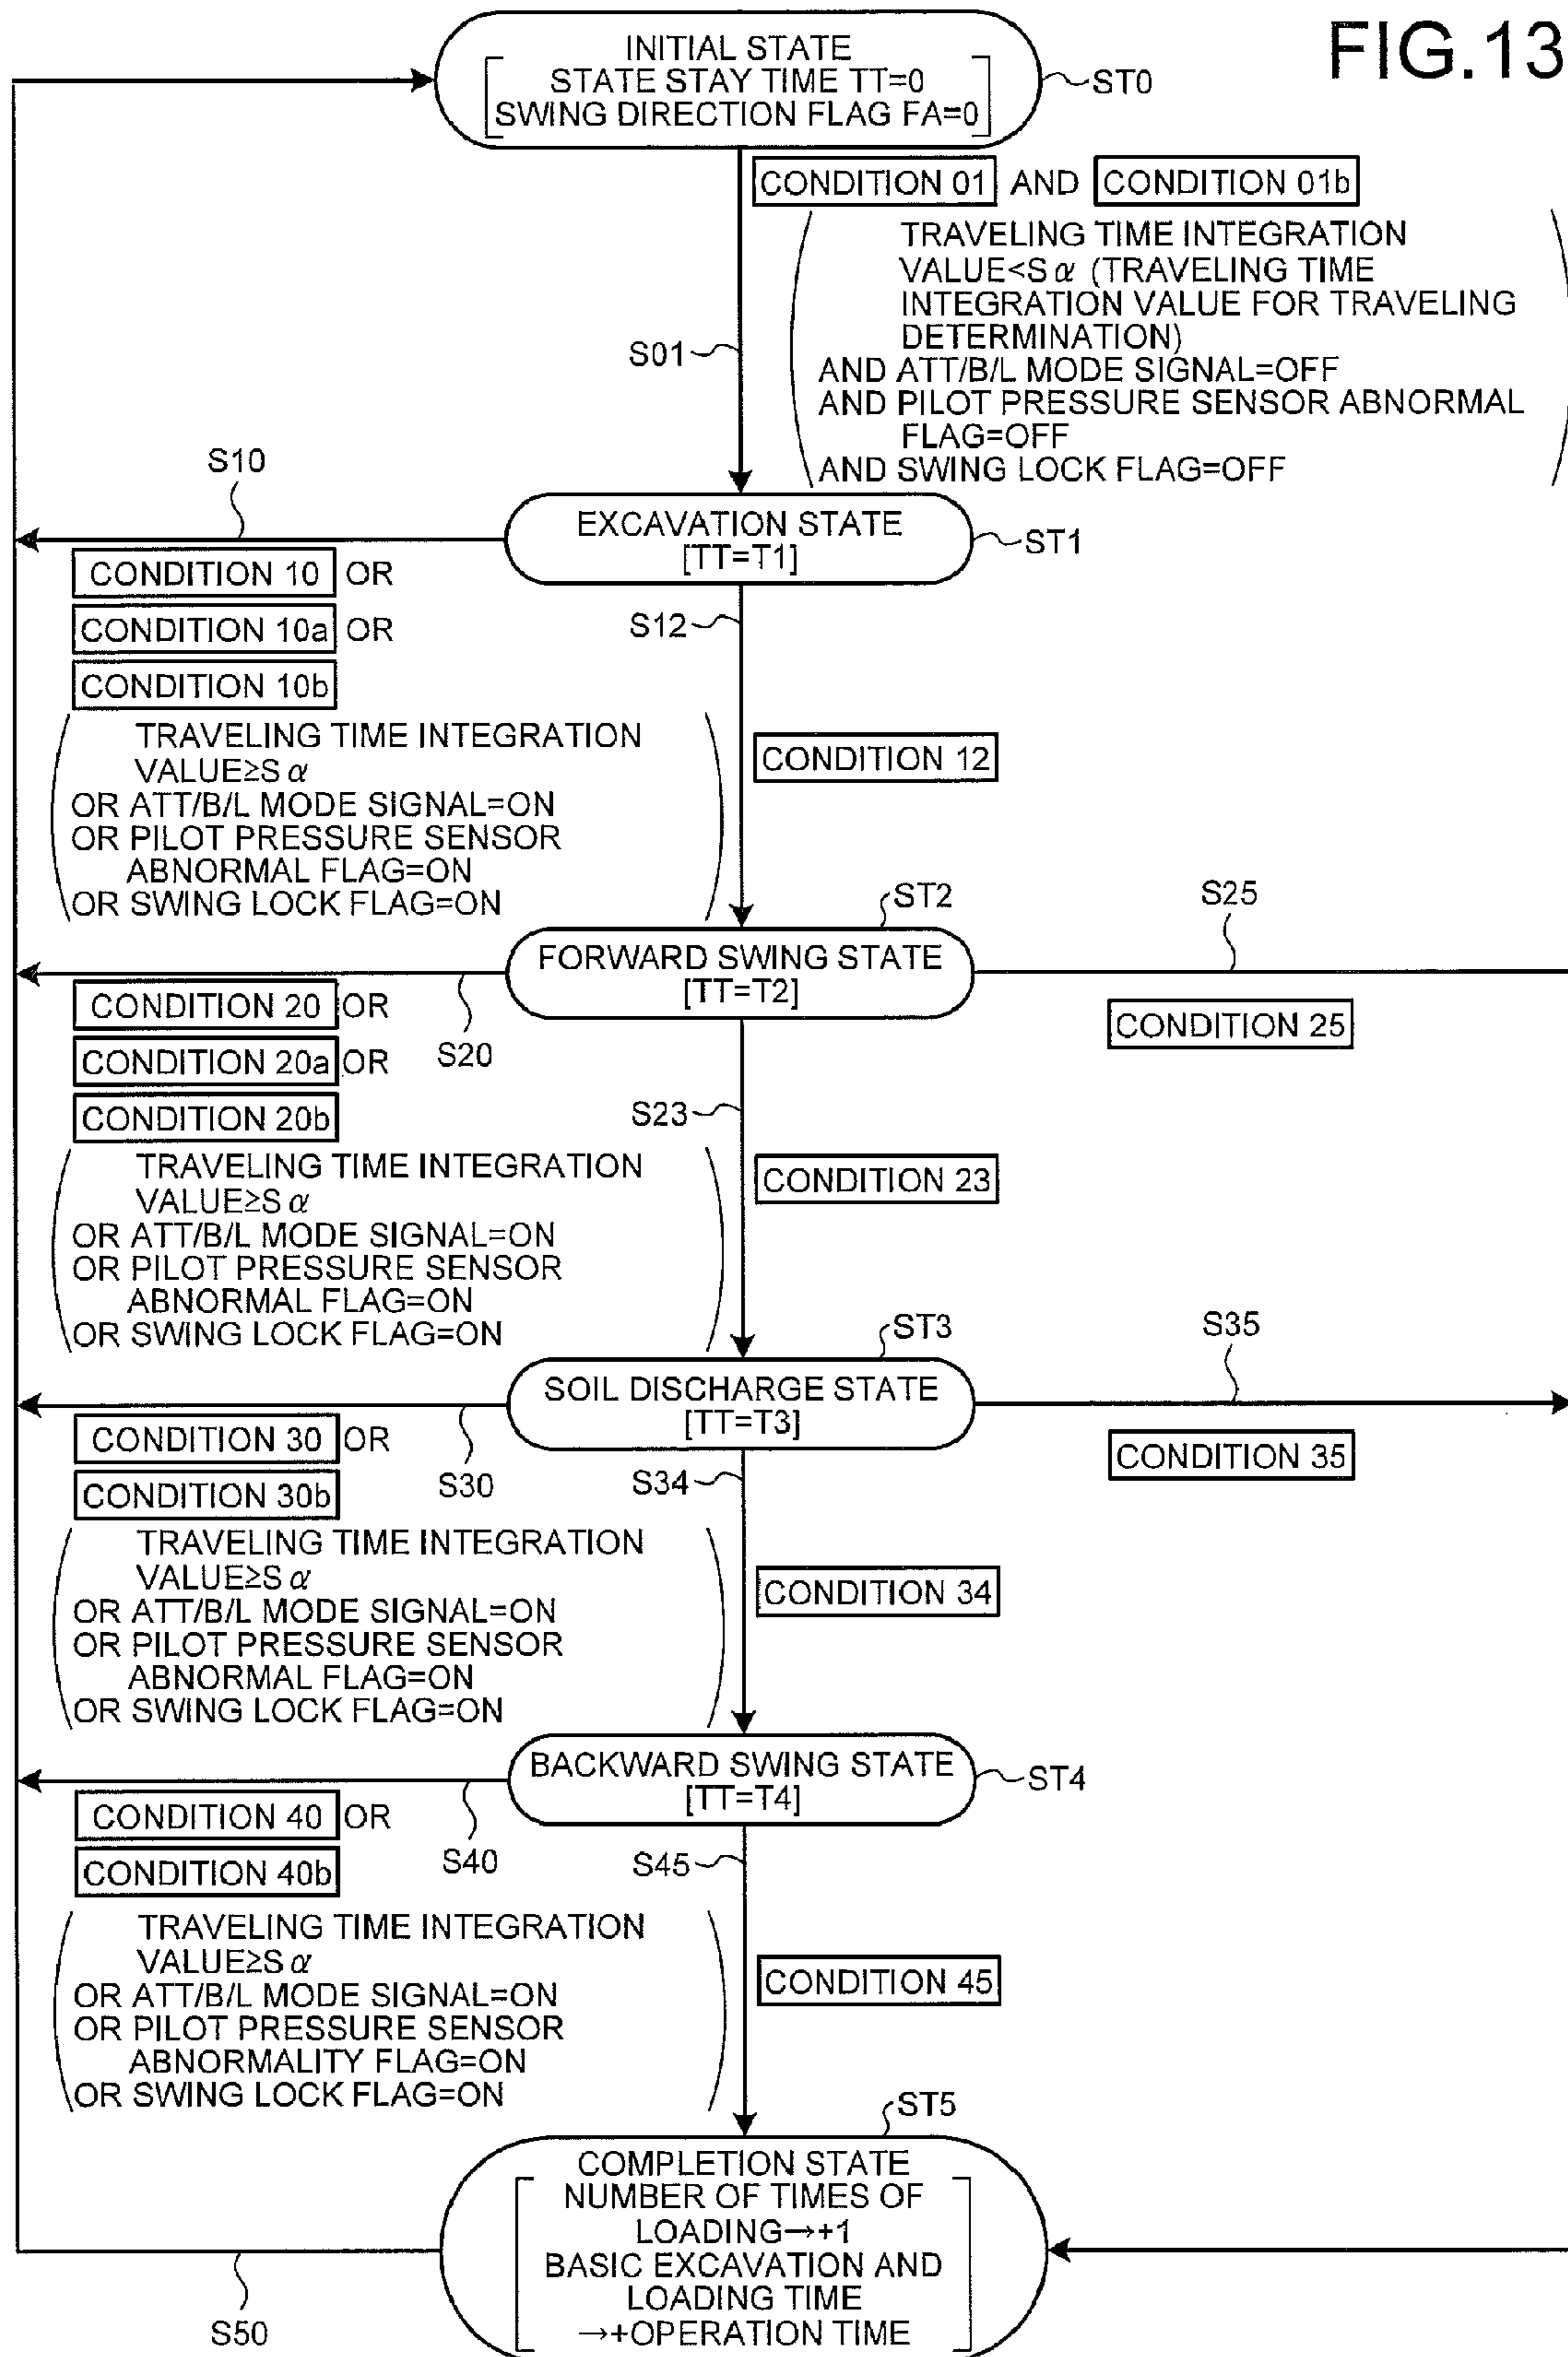 FIG.13
INITIAL STATE
STATE STAY TIME TT=0
SWING DIRECTION FLAG FA=0
ST0
CONDITION 01 AND CONDITION 01b
TRAVELING TIME INTEGRATION
VALUE<Sα (TRAVELING TIME
INTEGRATION VALUE FOR TRAVELING
DETERMINATION)
AND ATT/B/L MODE SIGNAL=OFF
AND PILOT PRESSURE SENSOR ABNORMAL
FLAG=OFF
AND SWING LOCK FLAG=OFF
S01
S10
EXCAVATION STATE
[TT=T1]
ST1
CONDITION 10 OR
CONDITION 10a OR
CONDITION 10b
TRAVELING TIME INTEGRATION
VALUE≥Sα
OR ATT/B/L MODE SIGNAL=ON
OR PILOT PRESSURE SENSOR
ABNORMAL FLAG=ON
OR SWING LOCK FLAG=ON
S12
CONDITION 12
ST2
S25
FORWARD SWING STATE
[TT=T2]
CONDITION 25
CONDITION 20 OR
CONDITION 20a OR
CONDITION 20b
S20
TRAVELING TIME INTEGRATION
VALUE≥Sα
OR ATT/B/L MODE SIGNAL=ON
OR PILOT PRESSURE SENSOR
ABNORMAL FLAG=ON
OR SWING LOCK FLAG=ON
S23
CONDITION 23
ST3
S35
SOIL DISCHARGE STATE
[TT=T3]
CONDITION 35
CONDITION 30 OR
CONDITION 30b
S30
TRAVELING TIME INTEGRATION
VALUE≥Sα
OR ATT/B/L MODE SIGNAL=ON
OR PILOT PRESSURE SENSOR
ABNORMAL FLAG=ON
OR SWING LOCK FLAG=ON
S34
CONDITION 34
BACKWARD SWING STATE
[TT=T4]
ST4
CONDITION 40 OR
CONDITION 40b
S40
TRAVELING TIME INTEGRATION
VALUE≥Sα
OR ATT/B/L MODE SIGNAL=ON
OR PILOT PRESSURE SENSOR
ABNORMALITY FLAG=ON
OR SWING LOCK FLAG=ON
S45
CONDITION 45
ST5
COMPLETION STATE
NUMBER OF TIMES OF
LOADING→+1
BASIC EXCAVATION AND
LOADING TIME
→+OPERATION TIME
S50